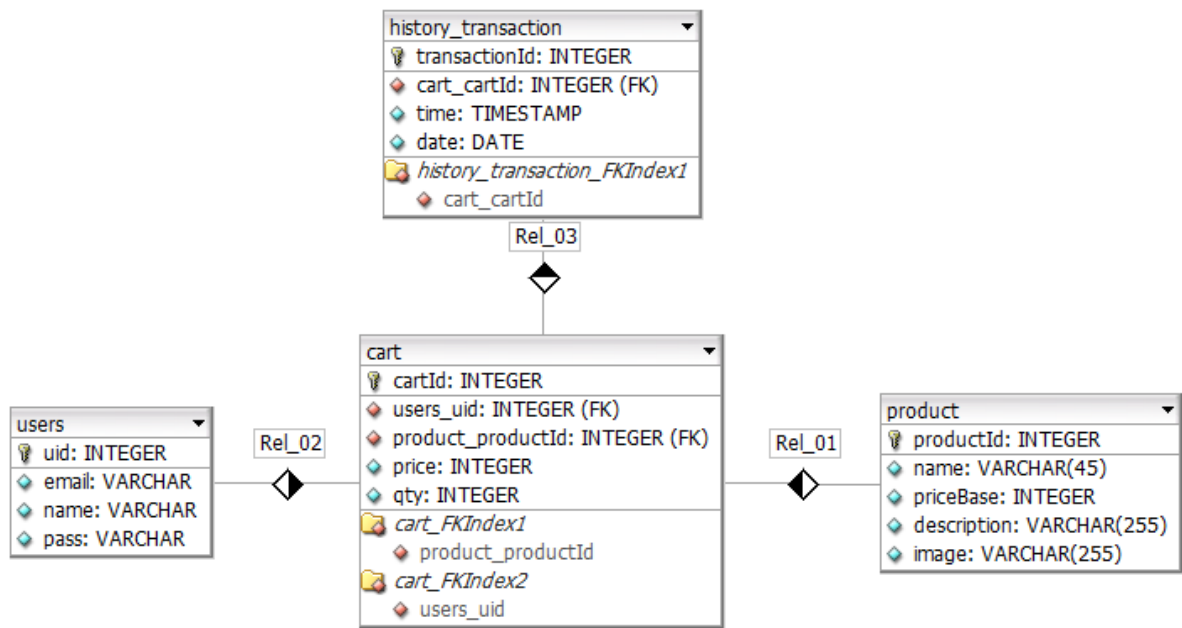 history_transaction
transactionId: INTEGER
cart_cartId: INTEGER (FK)
time: TIMESTAMP
date: DATE
history_transaction_FKIndex1
cart_cartId
Rel_03
cart
cartId: INTEGER
users_uid: INTEGER (FK)
product_productId: INTEGER (FK)
price: INTEGER
qty: INTEGER
cart_FKIndex1
product_productId
cart_FKIndex2
users_uid
users
uid: INTEGER
email: VARCHAR
name: VARCHAR
pass: VARCHAR
Rel_02
Rel_01
product
productId: INTEGER
name: VARCHAR(45)
priceBase: INTEGER
description: VARCHAR(255)
image: VARCHAR(255)